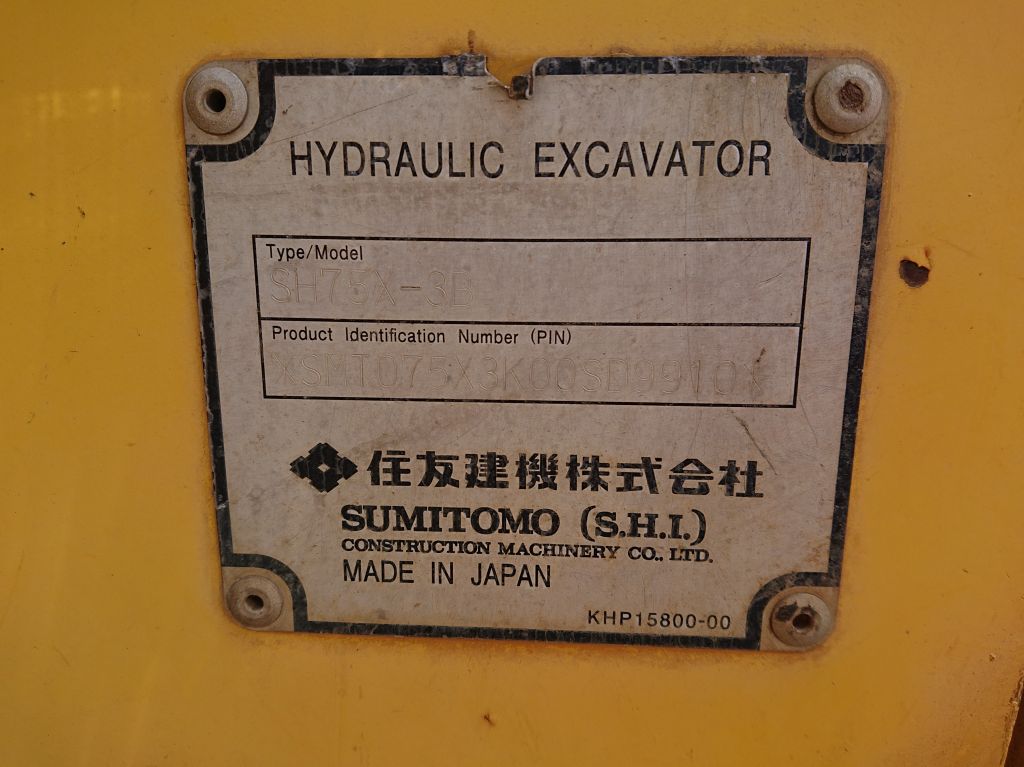 HYDRAULIC EXCAVATOR
Type/Model
SH75X-3B
Product Identification Number (PIN)
XSMT075X3K00SD9910X
住友建機株式会社
SUMITOMO (S.H.I.)
CONSTRUCTION MACHINERY CO., LTD.
MADE IN JAPAN
KHP15800-00